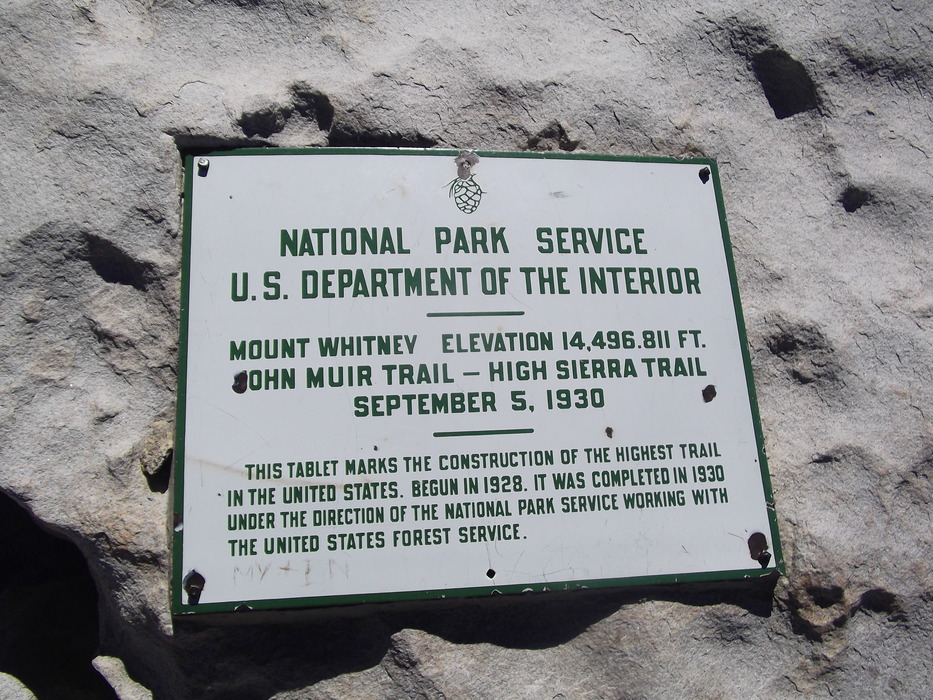 NATIONAL PARK SERVICE
U.S. DEPARTMENT OF THE INTERIOR
MOUNT WHITNEY ELEVATION 14,496.811 FT.
JOHN MUIR TRAIL — HIGH SIERRA TRAIL
SEPTEMBER 5, 1930
THIS TABLET MARKS THE CONSTRUCTION OF THE HIGHEST TRAIL
IN THE UNITED STATES. BEGUN IN 1928. IT WAS COMPLETED IN 1930
UNDER THE DIRECTION OF THE NATIONAL PARK SERVICE WORKING WITH
THE UNITED STATES FOREST SERVICE.